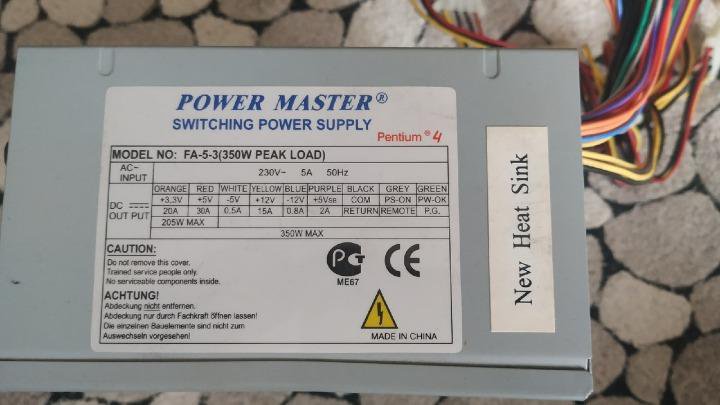 POWER MASTER®
SWITCHING POWER SUPPLY
Pentium® 4
MODEL NO: FA-5-3(350W PEAK LOAD)
AC~ INPUT 230V~ 5A 50Hz
ORANGE RED WHITE YELLOW BLUE PURPLE BLACK GREY GREEN
DC OUT PUT +3,3V +5V -5V +12V -12V +5VSB COM PS-ON PW-OK
20A 30A 0.5A 15A 0.8A 2A RETURN REMOTE P.G.
205W MAX
350W MAX
CAUTION:
Do not remove this cover.
Trained service people only.
No serviceable components inside.
ACHTUNG!
Abdeckung nicht entfernen.
Abdeckung nur durch Fachkraft öffnen lassen!
Die einzelnen Bauelemente sind nicht zum
Auswechseln vorgesehen!
РСТ
ME67
CE
MADE IN CHINA
New Heat Sink